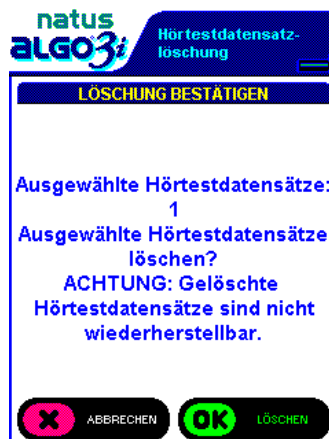 natus
ALGO3i
Hörtestdatensatz-
löschung
LÖSCHUNG BESTÄTIGEN
Ausgewählte Hörtestdatensätze:
1
Ausgewählte Hörtestdatensätze
löschen?
ACHTUNG: Gelöschte
Hörtestdatensätze sind nicht
wiederherstellbar.
ABBRECHEN
OK LÖSCHEN